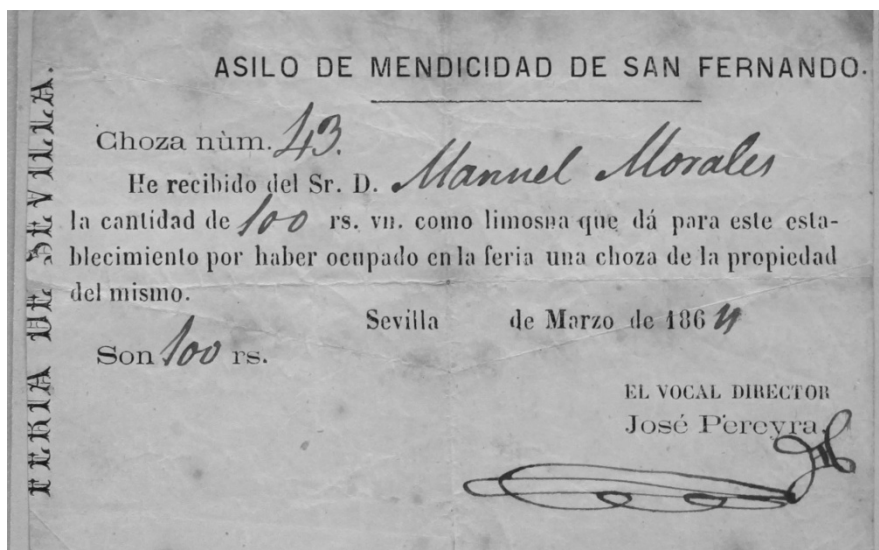 FERIA DE SEVILLA.
ASILO DE MENDICIDAD DE SAN FERNANDO.
Choza nùm. 43.
He recibido del Sr. D. Manuel Morales
la cantidad de 100 rs. vn. como limosna que dá para este esta-
blecimiento por haber ocupado en la feria una choza de la propiedad
del mismo.
Sevilla de Marzo de 1864
Son 100 rs.
EL VOCAL DIRECTOR
José Pereyra